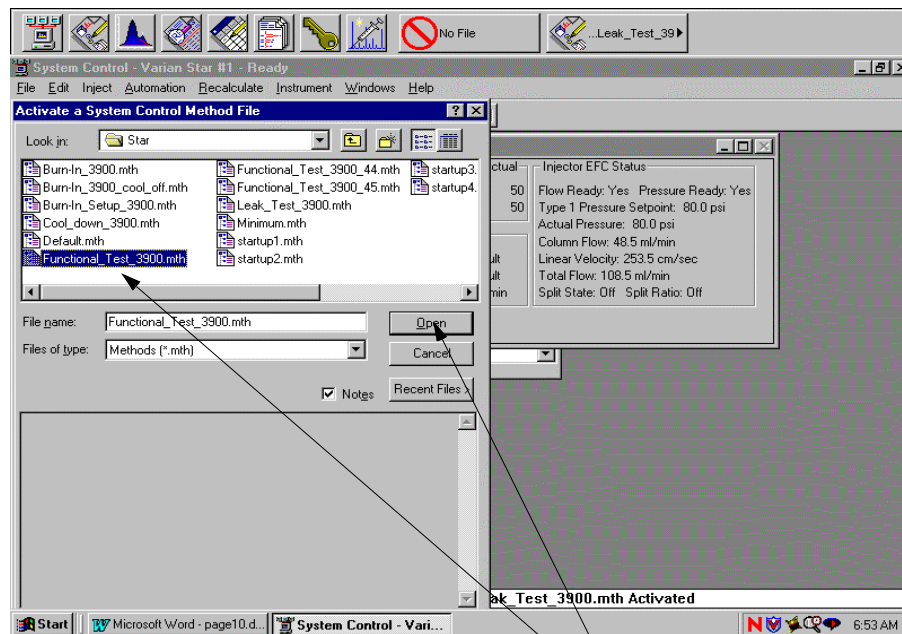 No File
...Leak_Test_39
System Control - Varian Star #1 - Ready
File Edit Inject Automation Recalculate Instrument Windows Help
Activate a System Control Method File
Look in: Star
Burn-In_3900.mth
Burn-In_3900_cool_off.mth
Burn-In_Setup_3900.mth
Cool_down_3900.mth
Default.mth
Functional_Test_3900.mth
Functional_Test_3900_44.mth
Functional_Test_3900_45.mth
Leak_Test_3900.mth
Minimum.mth
startup1.mth
startup2.mth
startup3.
startup4.
File name: Functional_Test_3900.mth Open
Files of type: Methods (*.mth) Cancel
Notes Recent Files >
ctual
50
50
ult
ult
min
Injector EFC Status
Flow Ready: Yes Pressure Ready: Yes
Type 1 Pressure Setpoint: 80.0 psi
Actual Pressure: 80.0 psi
Column Flow: 48.5 ml/min
Linear Velocity: 253.5 cm/sec
Total Flow: 108.5 ml/min
Split State: Off Split Ratio: Off
ak_Test_3900.mth Activated
Start Microsoft Word - page10.d... System Control - Vari... 6:53 AM